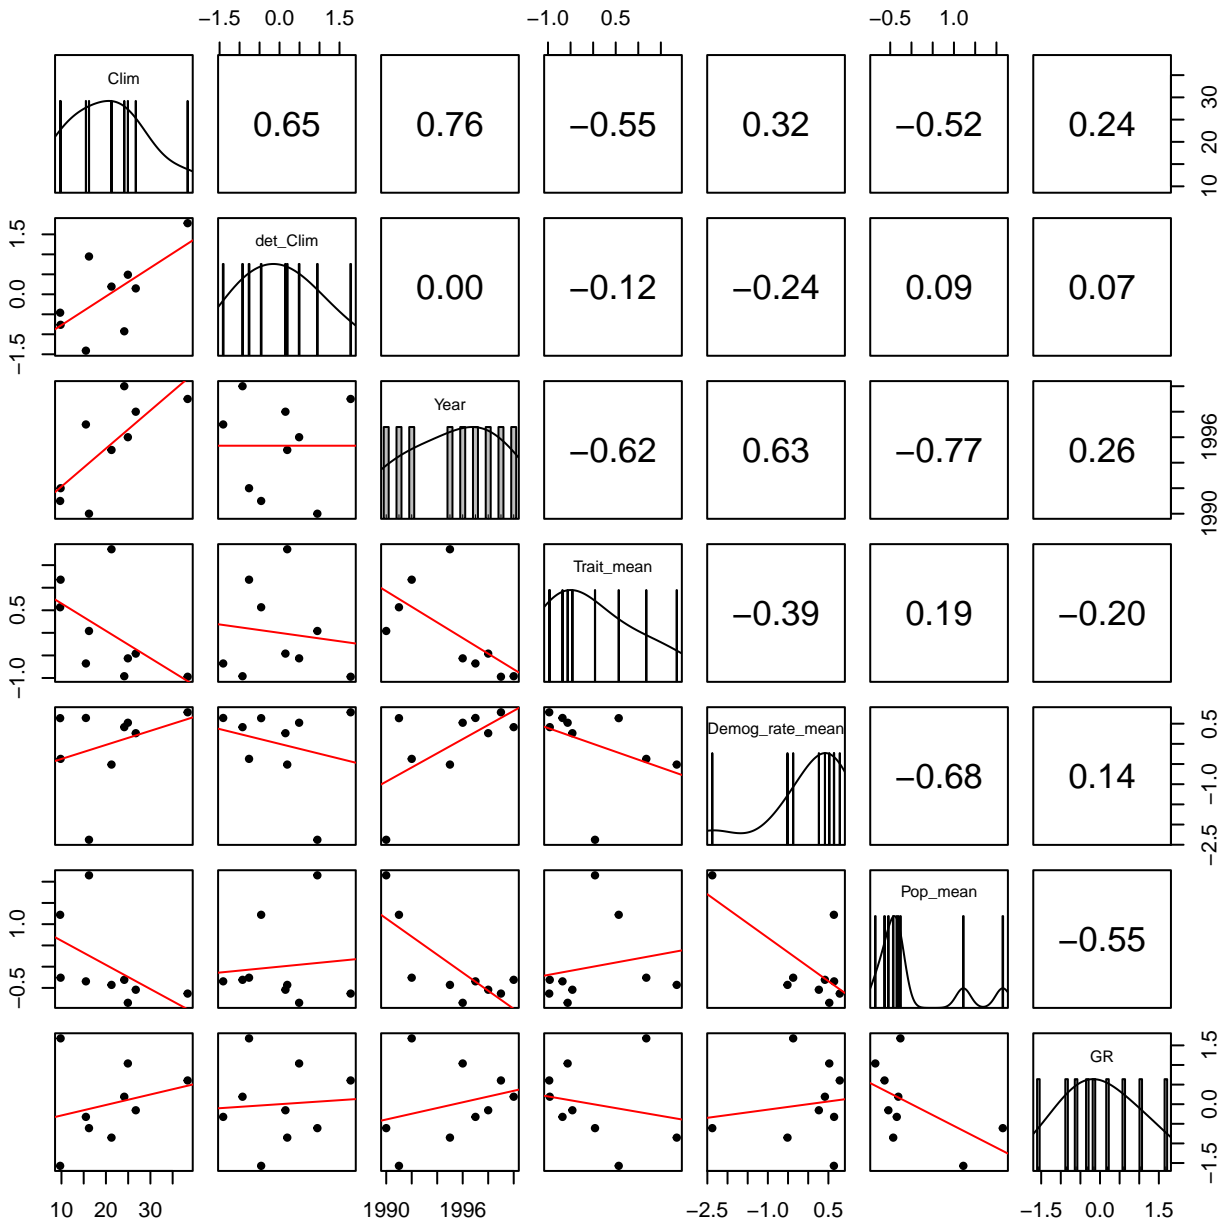 −1.5 0.0 1.5 −1.0 0.5 −0.5 1.0
Clim 0.65 0.76 −0.55 0.32 −0.52 0.24 10 20 30
−1.5 0.0 1.5 det_Clim 0.00 −0.12 −0.24 0.09 0.07
Year −0.62 0.63 −0.77 0.26 1990 1996
−1.0 0.5 Trait_mean −0.39 0.19 −0.20
Demog_rate_mean −0.68 0.14 −2.5 −1.0 0.5
−0.5 1.0 Pop_mean −0.55
GR −1.5 0.0 1.5
10 20 30 1990 1996 −2.5 −1.0 0.5 −1.5 0.0 1.5